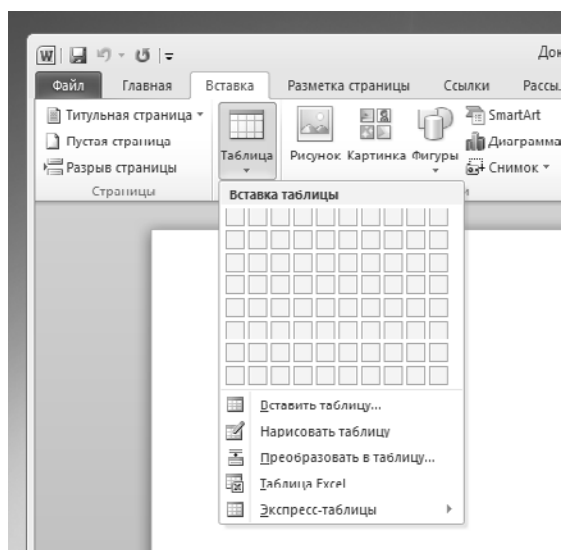 W
Док
Файл Главная Вставка Разметка страницы Ссылки Рассы
Титульная страница
Пустая страница
Разрыв страницы
Страницы
Таблица
Рисунок Картинка Фигуры
SmartArt
Диаграмма
Снимок
Вставка таблицы
Вставить таблицу...
Нарисовать таблицу
Преобразовать в таблицу...
Таблица Excel
Экспресс-таблицы